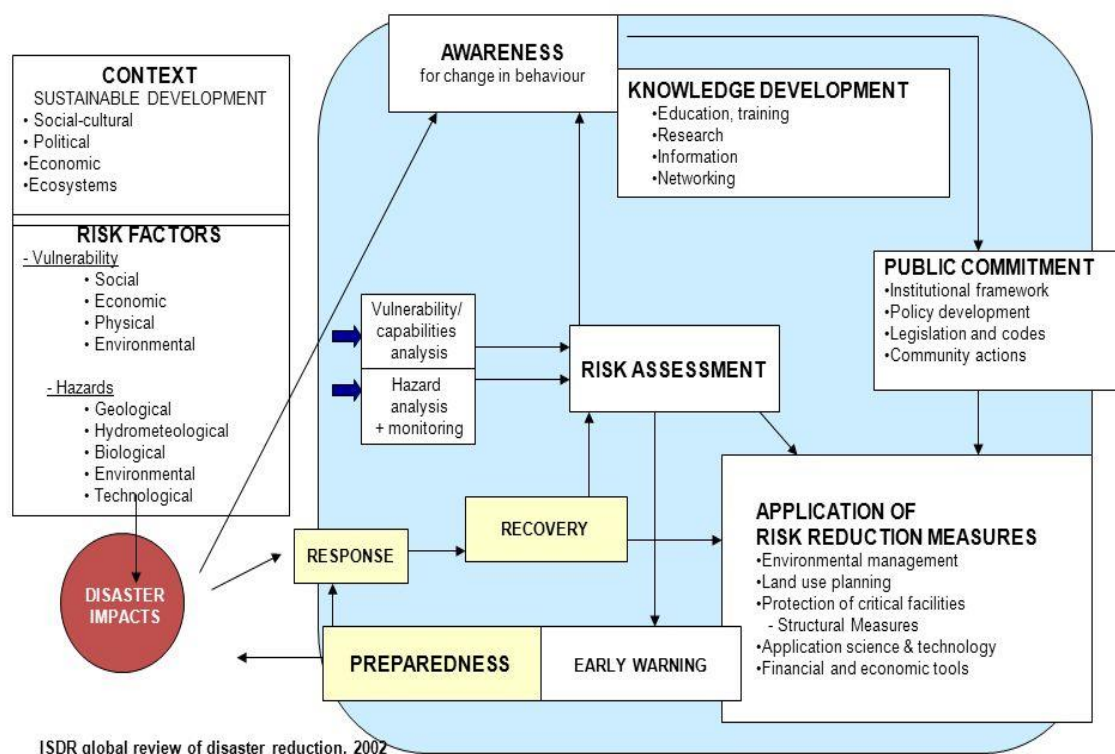 CONTEXT
SUSTAINABLE DEVELOPMENT
• Social-cultural
• Political
•Economic
•Ecosystems
RISK FACTORS
- Vulnerability
• Social
• Economic
• Physical
• Environmental
- Hazards
• Geological
• Hydrometeological
• Biological
• Environmental
• Technological
DISASTER
IMPACTS
AWARENESS
for change in behaviour
KNOWLEDGE DEVELOPMENT
•Education, training
•Research
•Information
•Networking
PUBLIC COMMITMENT
•Institutional framework
•Policy development
•Legislation and codes
•Community actions
Vulnerability/
capabilities
analysis
Hazard
analysis
+ monitoring
RISK ASSESSMENT
RECOVERY
RESPONSE
PREPAREDNESS
EARLY WARNING
APPLICATION OF
RISK REDUCTION MEASURES
•Environmental management
•Land use planning
•Protection of critical facilities
- Structural Measures
•Application science & technology
•Financial and economic tools
ISDR global review of disaster reduction, 2002